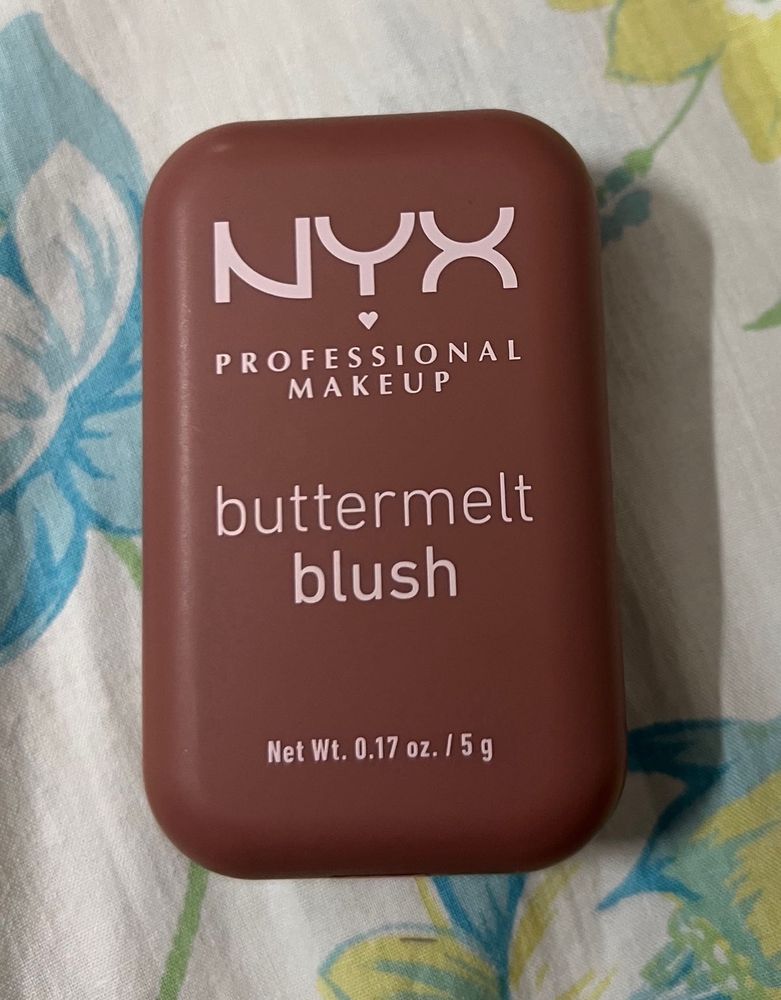 NYX
PROFESSIONAL
MAKEUP
buttermelt
blush
Net Wt. 0.17 oz. / 5 g